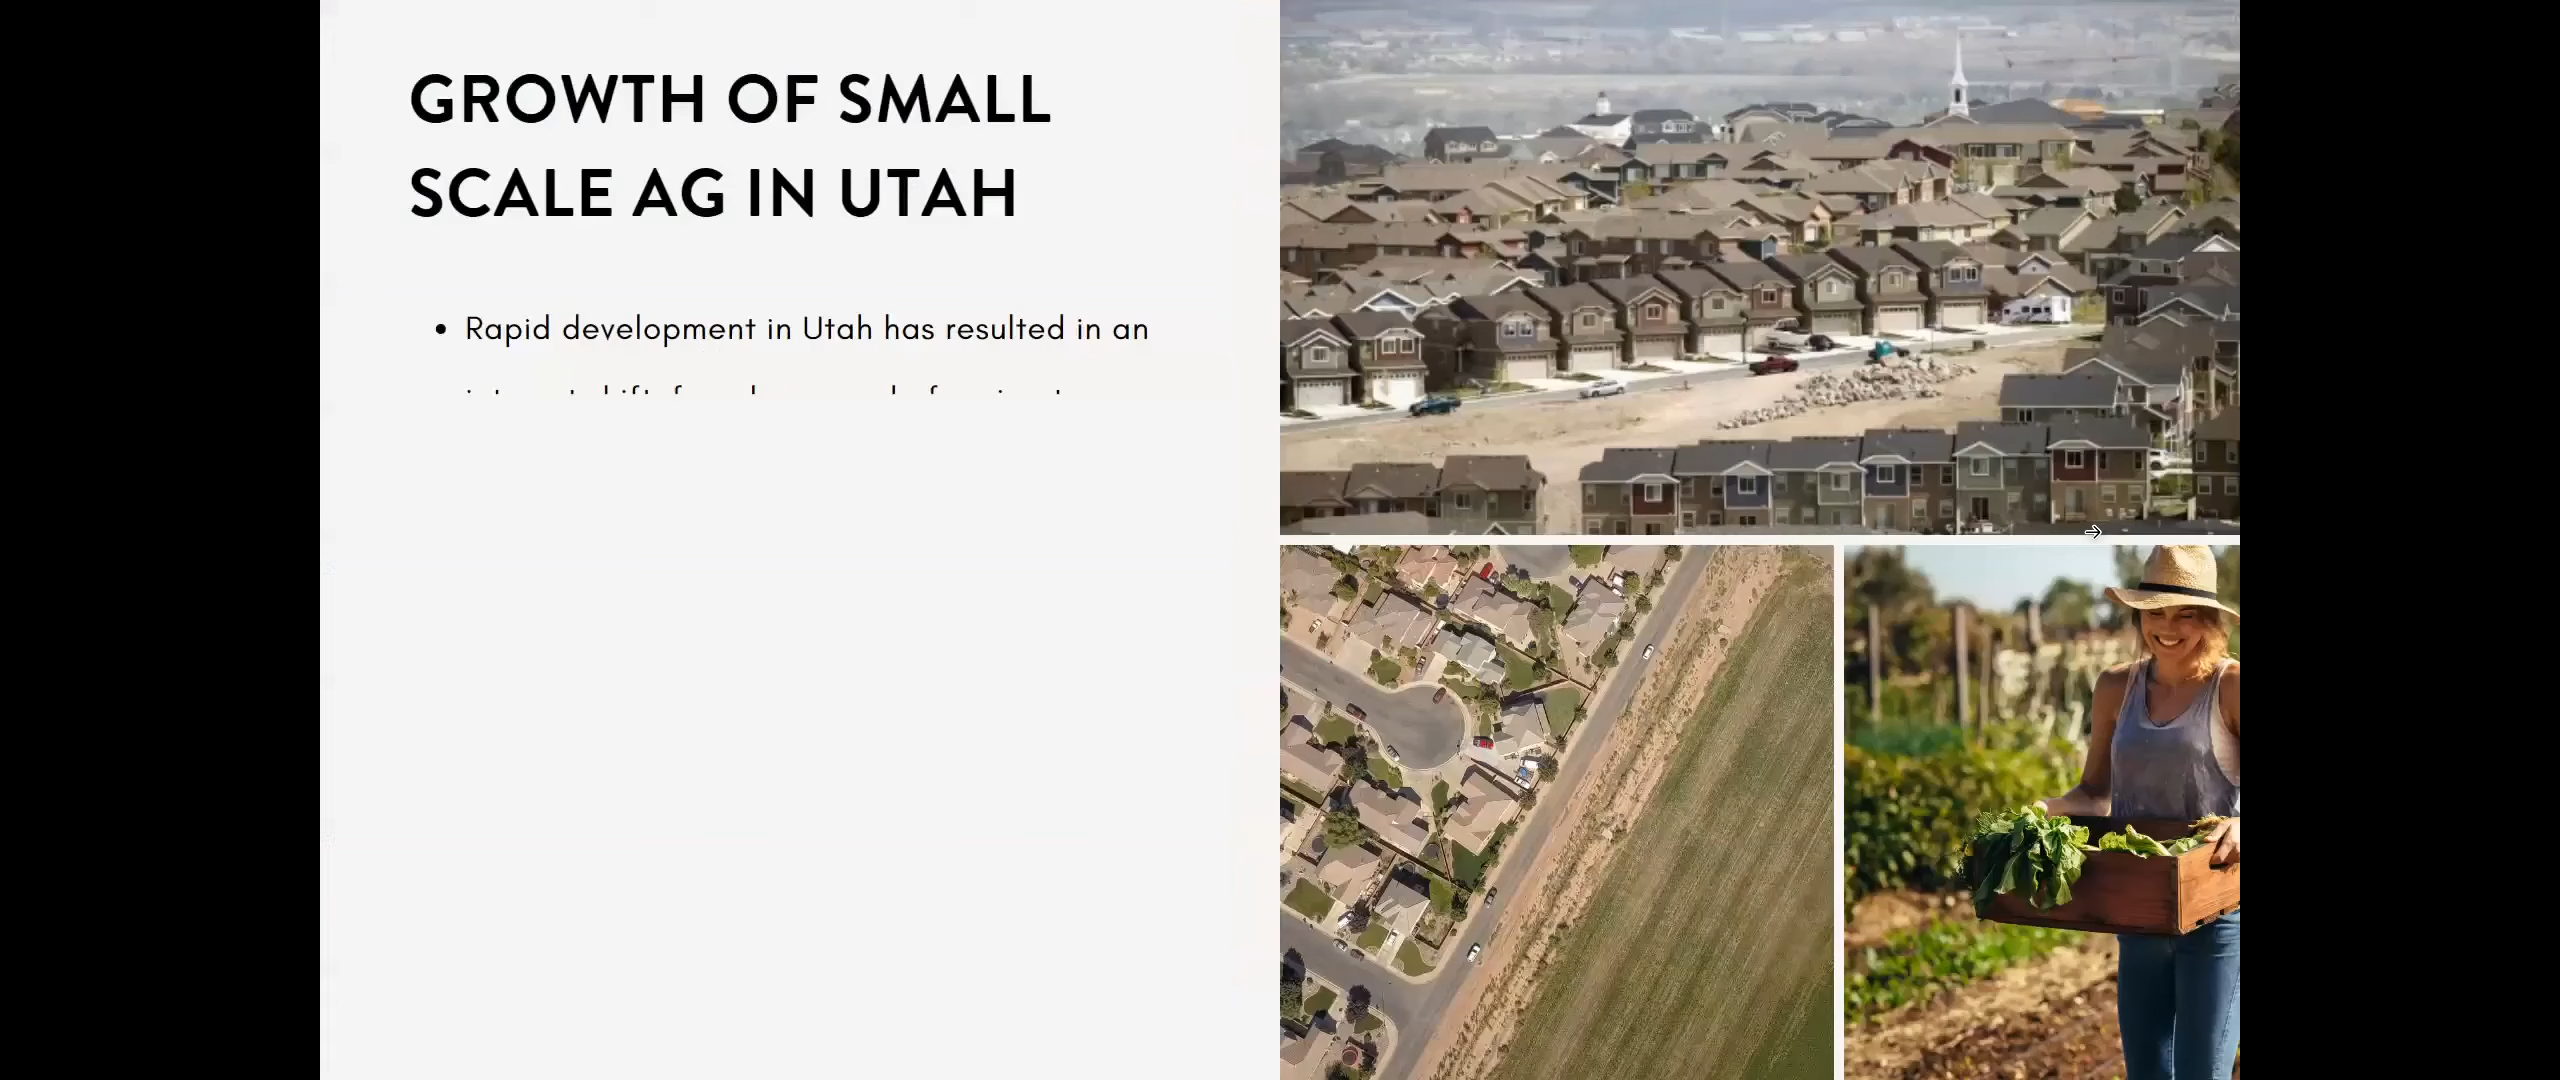 GROWTH OF SMALL
SCALE AG IN UTAH
• Rapid development in Utah has resulted in an